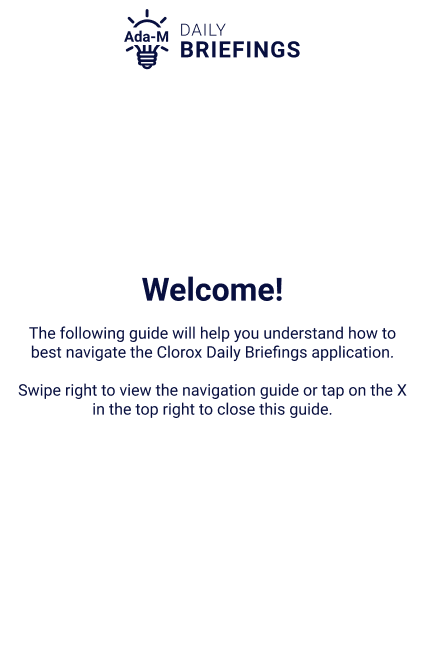 Ada-M
DAILY
BRIEFINGS
Welcome!
The following guide will help you understand how to
best navigate the Clorox Daily Briefings application.
Swipe right to view the navigation guide or tap on the X
in the top right to close this guide.